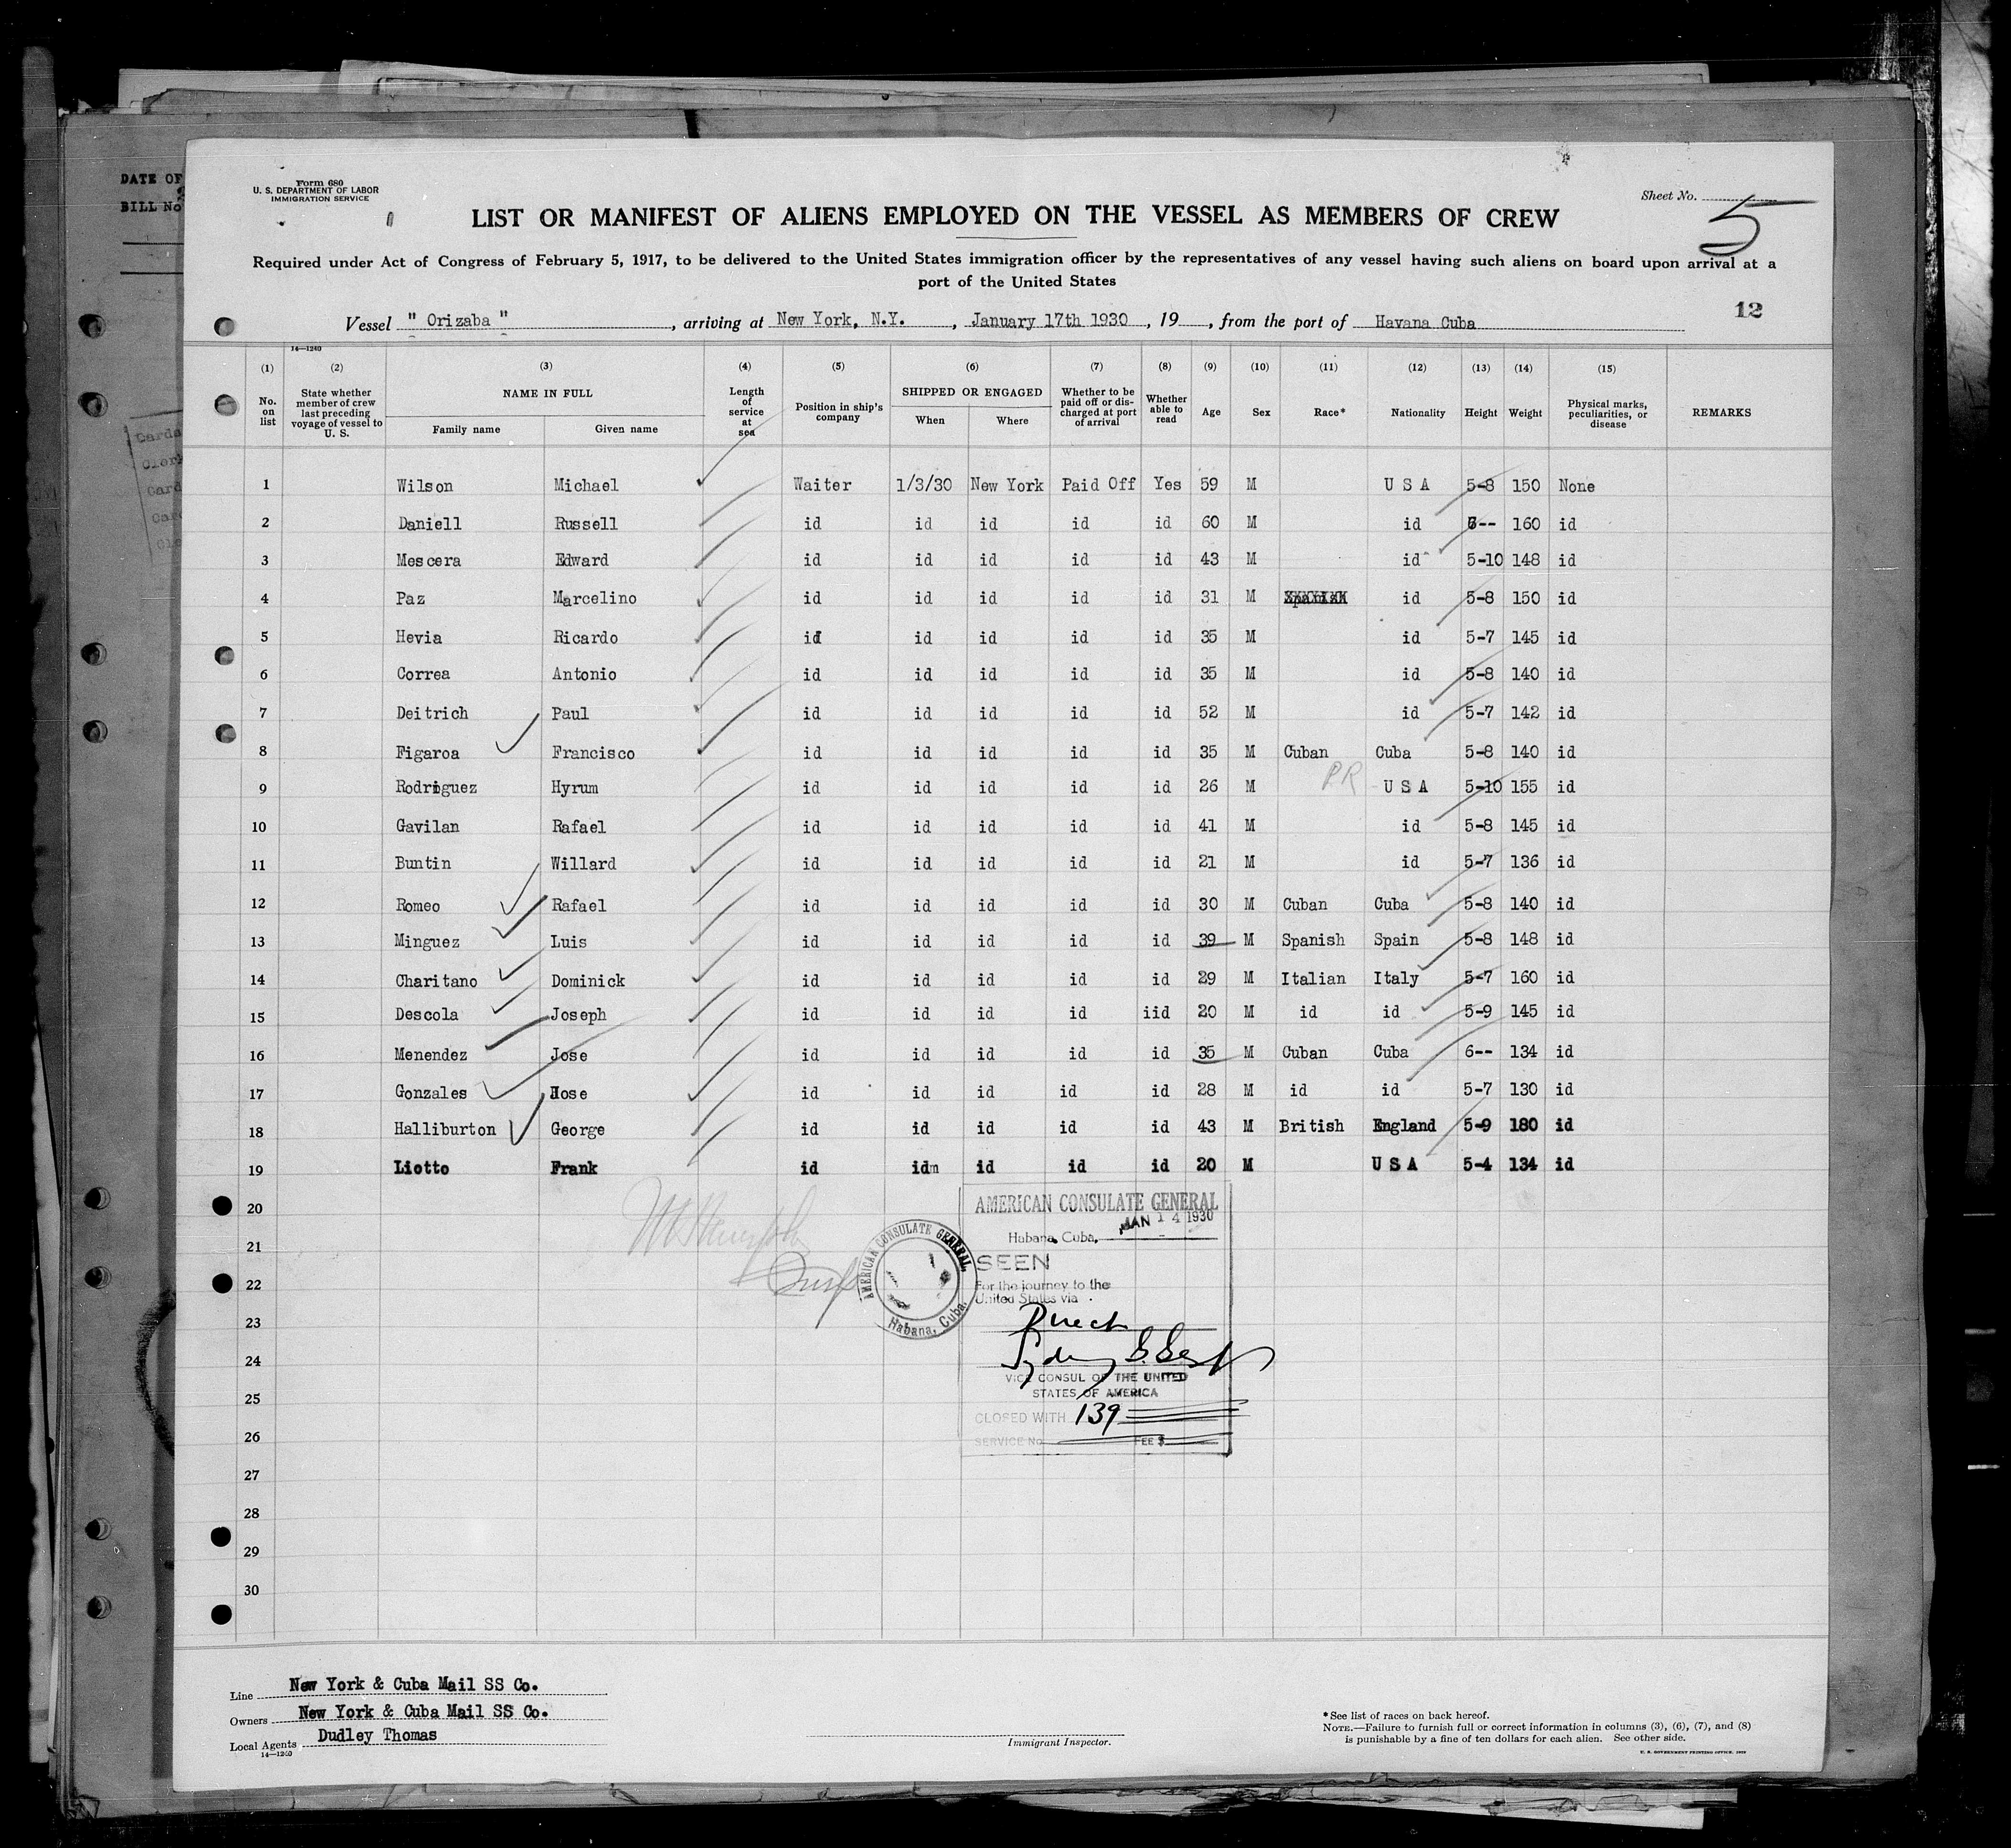 DATE OF
BILL No
Form 680
U. S. DEPARTMENT OF LABOR
IMMIGRATION SERVICE
Sheet No. 5
LIST OR MANIFEST OF ALIENS EMPLOYED ON THE VESSEL AS MEMBERS OF CREW
Required under Act of Congress of February 5, 1917, to be delivered to the United States immigration officer by the representatives of any vessel having such aliens on board upon arrival at a
port of the United States
12
Vessel " Orizaba ", arriving at New York, N.Y., January 17th 1930, 19, from the port of Havana Cuba
14—1240
(1) (2) (3) (4) (5) (6) (7) (8) (9) (10) (11) (12) (13) (14) (15)
No. on list State whether member of crew last preceding voyage of vessel to U. S. NAME IN FULL Family name Given name Length of service at sea Position in ship's company SHIPPED OR ENGAGED When Where Whether to be paid off or discharged at port of arrival Whether able to read Age Sex Race* Nationality Height Weight Physical marks, peculiarities, or disease REMARKS
1 Wilson Michael Waiter 1/3/30 New York Paid Off Yes 59 M U S A 5-8 150 None
2 Daniell Russell id id id id id 60 M id 6-- 160 id
3 Mescera Edward id id id id id 43 M id 5-10 148 id
4 Paz Marcelino id id id id id 31 M Spanish id 5-8 150 id
5 Hevia Ricardo id id id id id 35 M id 5-7 145 id
6 Correa Antonio id id id id id 35 M id 5-8 140 id
7 Deitrich Paul id id id id id 52 M id 5-7 142 id
8 Figaroa Francisco id id id id id 35 M Cuban Cuba 5-8 140 id
9 Rodriguez Hyrum id id id id id 26 M PR U S A 5-10 155 id
10 Gavilan Rafael id id id id id 41 M id 5-8 145 id
11 Buntin Willard id id id id id 21 M id 5-7 136 id
12 Romeo Rafael id id id id id 30 M Cuban Cuba 5-8 140 id
13 Minguez Luis id id id id id 39 M Spanish Spain 5-8 148 id
14 Charitano Dominick id id id id id 29 M Italian Italy 5-7 160 id
15 Descola Joseph id id id id iid 20 M id id 5-9 145 id
16 Menendez Jose id id id id id 35 M Cuban Cuba 6-- 134 id
17 Gonzales Jose id id id id id 28 M id id 5-7 130 id
18 Halliburton George id id id id id 43 M British England 5-9 180 id
19 Liotto Frank id idm id id id 20 M U S A 5-4 134 id
20
21
22
23
24
25
26
27
28
29
30
AMERICAN CONSULATE GENERAL
Habana, Cuba, JAN 14 1930
SEEN
For the journey to the
United States via
Direct
VICE CONSUL OF THE UNITED
STATES OF AMERICA
CLOSED WITH 139
SERVICE No. FEE $
AMERICAN CONSULATE GENERAL.
Habana, Cuba.
Line New York & Cuba Mail SS Co.
Owners New York & Cuba Mail SS Co.
Local Agents Dudley Thomas
14—1240
Immigrant Inspector.
*See list of races on back hereof.
NOTE.—Failure to furnish full or correct information in columns (3), (6), (7), and (8)
is punishable by a fine of ten dollars for each alien. See other side.